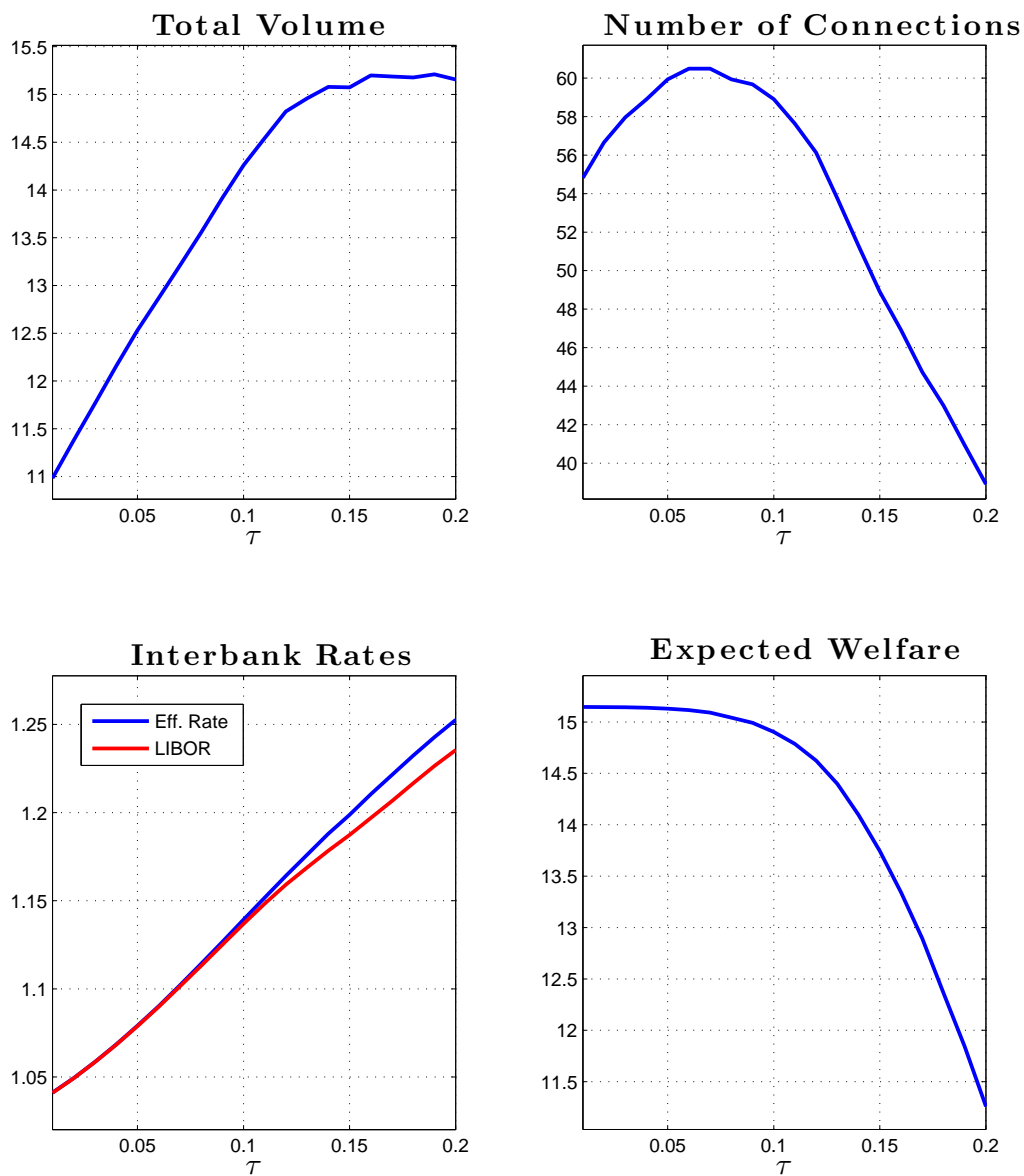 Total Volume
15.5
15
14.5
14
13.5
13
12.5
12
11.5
11
0.05 0.1 0.15 0.2
τ
Number of Connections
60
58
56
54
52
50
48
46
44
42
40
0.05 0.1 0.15 0.2
τ
Interbank Rates
Eff. Rate
LIBOR
1.25
1.2
1.15
1.1
1.05
0.05 0.1 0.15 0.2
τ
Expected Welfare
15
14.5
14
13.5
13
12.5
12
11.5
0.05 0.1 0.15 0.2
τ